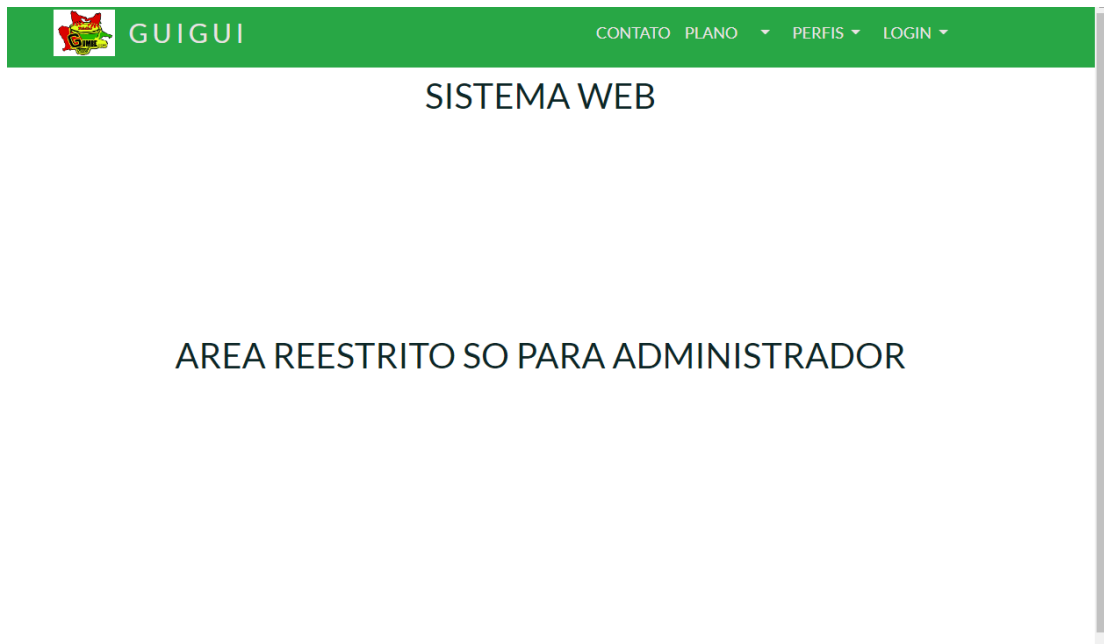 GUIGUI
CONTATO PLANO PERFIS LOGIN
SISTEMA WEB
AREA REESTRITO SO PARA ADMINISTRADOR